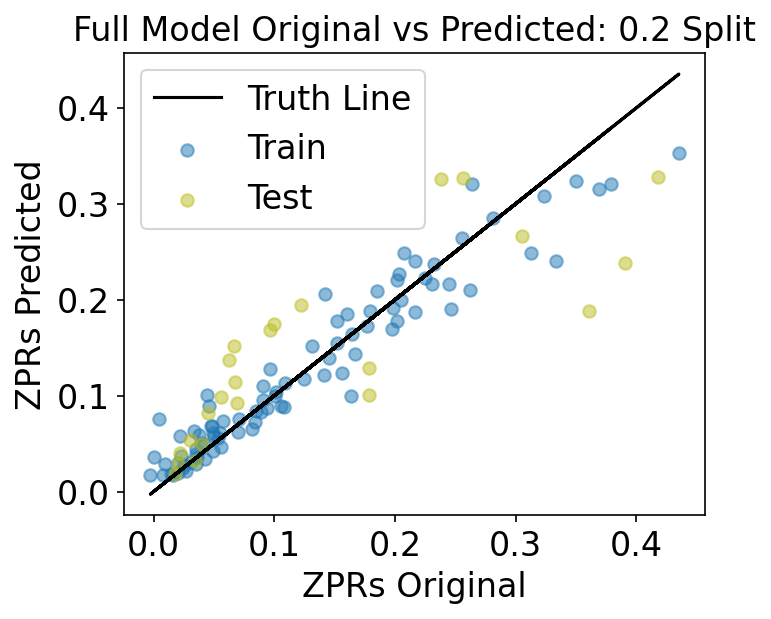 Full Model Original vs Predicted: 0.2 Split
Truth Line
Train
Test
ZPRs Predicted
0.4
0.3
0.2
0.1
0.0
0.0 0.1 0.2 0.3 0.4
ZPRs Original